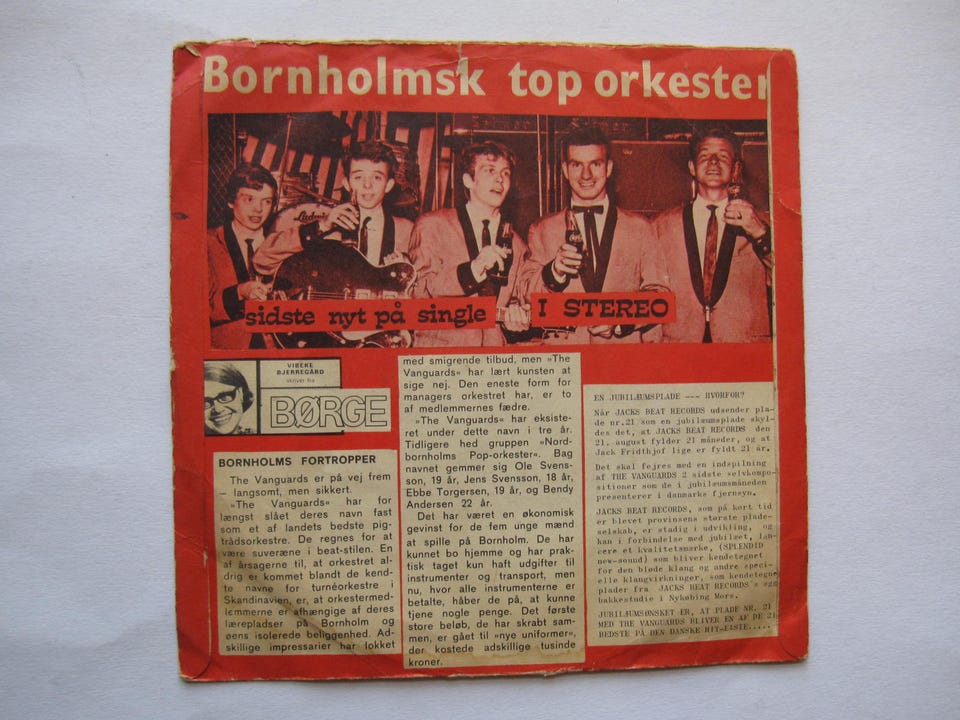 Bornholmsk top orkester
Ludwig
sidste nyt på single
I STEREO
VIBEKE
BJERREGÅRD
skriver fra
BØRGE
BORNHOLMS FORTROPPER
The Vanguards er på vej frem
– langsomt, men sikkert.
»The Vanguards« har for
længst slået deres navn fast
som et af landets bedste pig-
trådsorkestre. De regnes for at
være suveræne i beat-stilen. En
af årsagerne til, at orkestret al-
drig er kommet blandt de kend-
te navne for turnéorkestre i
Skandinavien, er, at orkestermed-
lemmerne er afhængige af deres
lærepladser på Bornholm og
øens isolerede beliggenhed. Ad-
skillige impressarier har lokket
med smigrende tilbud, men »The
Vanguards« har lært kunsten at
sige nej. Den eneste form for
managers orkestret har, er to
af medlemmernes fædre.
»The Vanguards« har eksiste-
ret under dette navn i tre år.
Tidligere hed gruppen »Nord-
bornholms Pop-orkester«. Bag
navnet gemmer sig Ole Svens-
son, 19 år, Jens Svensson, 18 år,
Ebbe Torgersen, 19 år, og Bendy
Andersen 22 år.
Det har været en økonomisk
gevinst for de fem unge mænd
at spille på Bornholm. De har
kunnet bo hjemme og har prak-
tisk taget kun haft udgifter til
instrumenter og transport, men
nu, hvor alle instrumenterne er
betalte, håber de på, at kunne
tjene nogle penge. Det første
store beløb, de har skrabt sam-
men, er gået til »nye uniformer«,
der kostede adskillige tusinde
kroner.
EN JUBILÆUMSPLADE --- HVORFOR?
Når JACKS BEAT RECORDS udsender pla-
de nr.21 som en jubilæumsplade skyl-
des det, at JACKS BEAT RECORDS den
21. august fylder 21 måneder, og at
Jack Fridthjof lige er fyldt 21 år.
Det skal fejres med en indspilning
af THE VANGUARDS 2 sidste selvkompo-
sitioner som de i jubilæumsmåneden
presenterer i danmarks fjernsyn.
JACKS BEAT RECORDS, som på kort tid
er blevet provinsens største plade-
selskab, er stadig i udvikling, og
kan i forbindelse med jubilæet, lan-
cere et kvalitetsmærke, (SPLENDID
new-sound) som bliver kendetegnet
for den bløde klang og andre speci-
elle klangvirkninger, som kendetegne
plader fra JACKS BEAT RECORDS's eg
bakkestudie i Nykøbing Mors.
JUBILÆUMSØNSKET ER, AT PLADE NR. 21
MED THE VANGUARDS BLIVER EN AF DE 21
BEDSTE PÅ DEN DANSKE HIT-LISTE.....